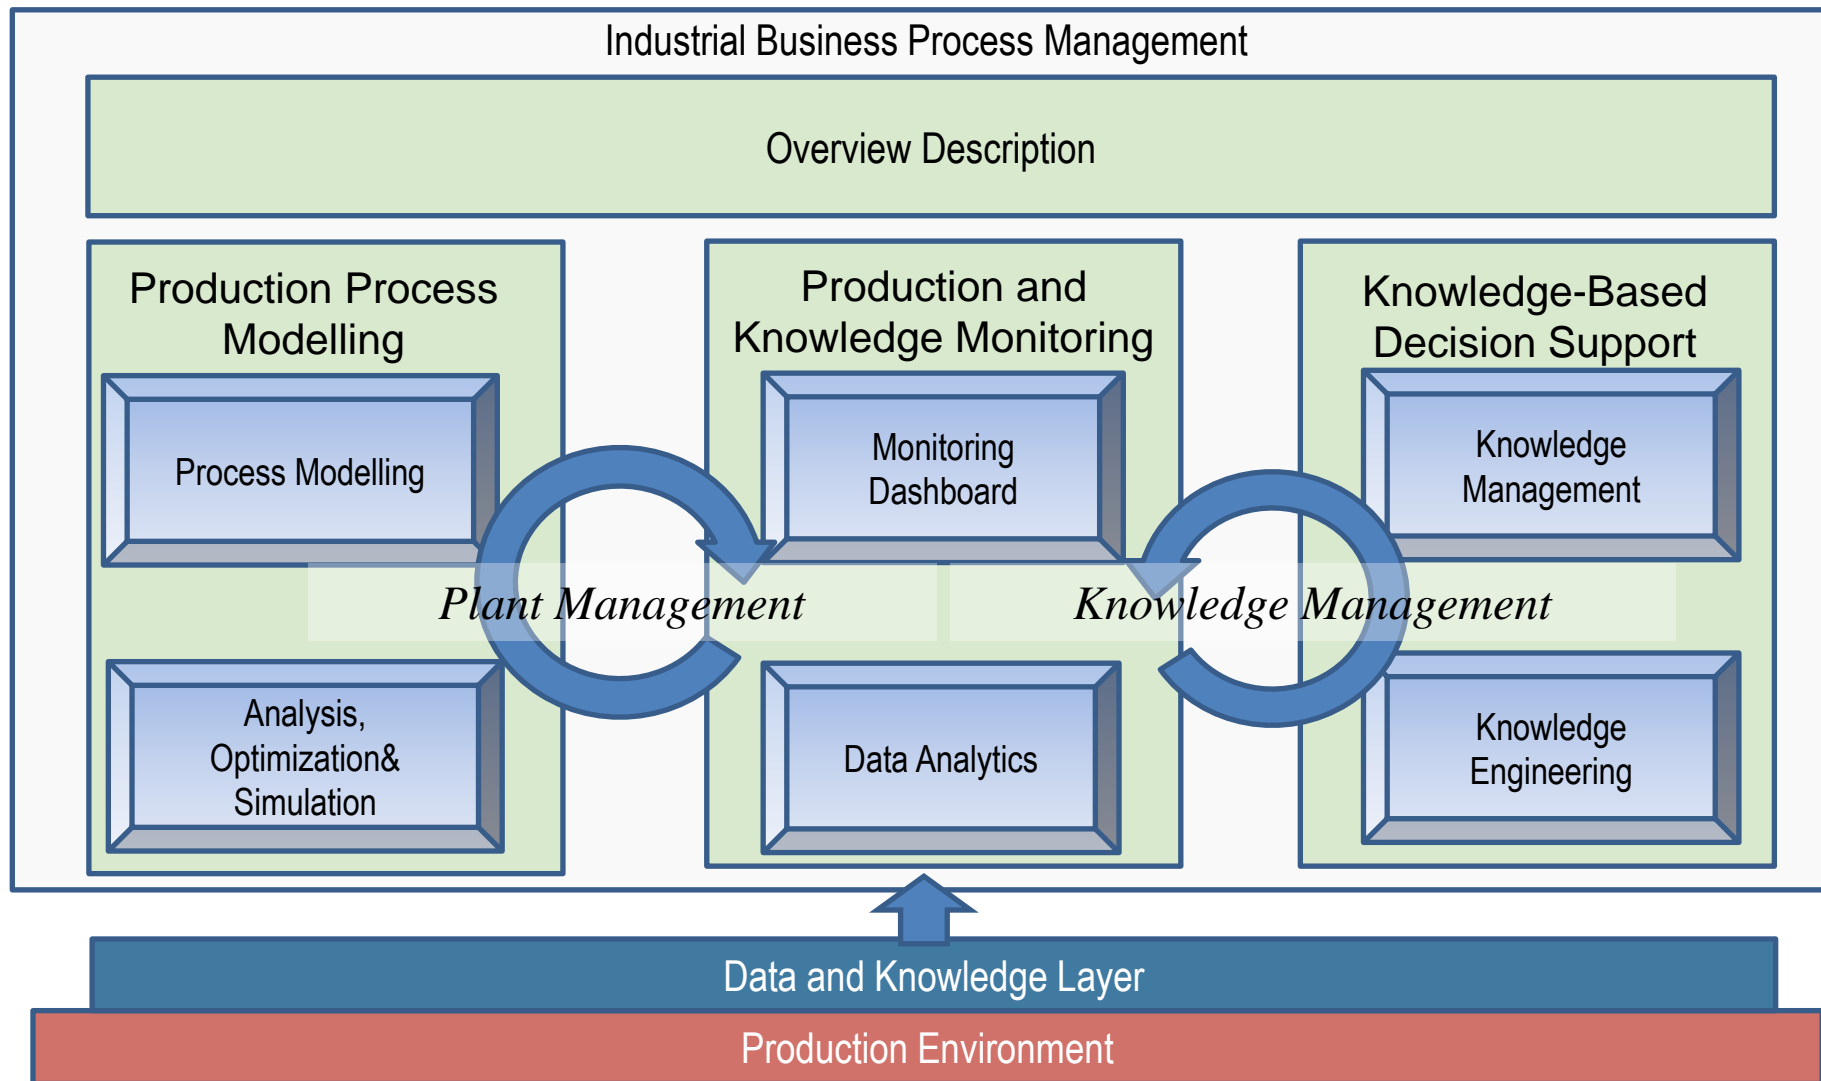 Industrial Business Process Management
Overview Description
Production Process
Modelling
Process Modelling
Analysis,
Optimization&
Simulation
Production and
Knowledge Monitoring
Monitoring
Dashboard
Data Analytics
Knowledge-Based
Decision Support
Knowledge
Management
Knowledge
Engineering
Plant Management
Knowledge Management
Data and Knowledge Layer
Production Environment